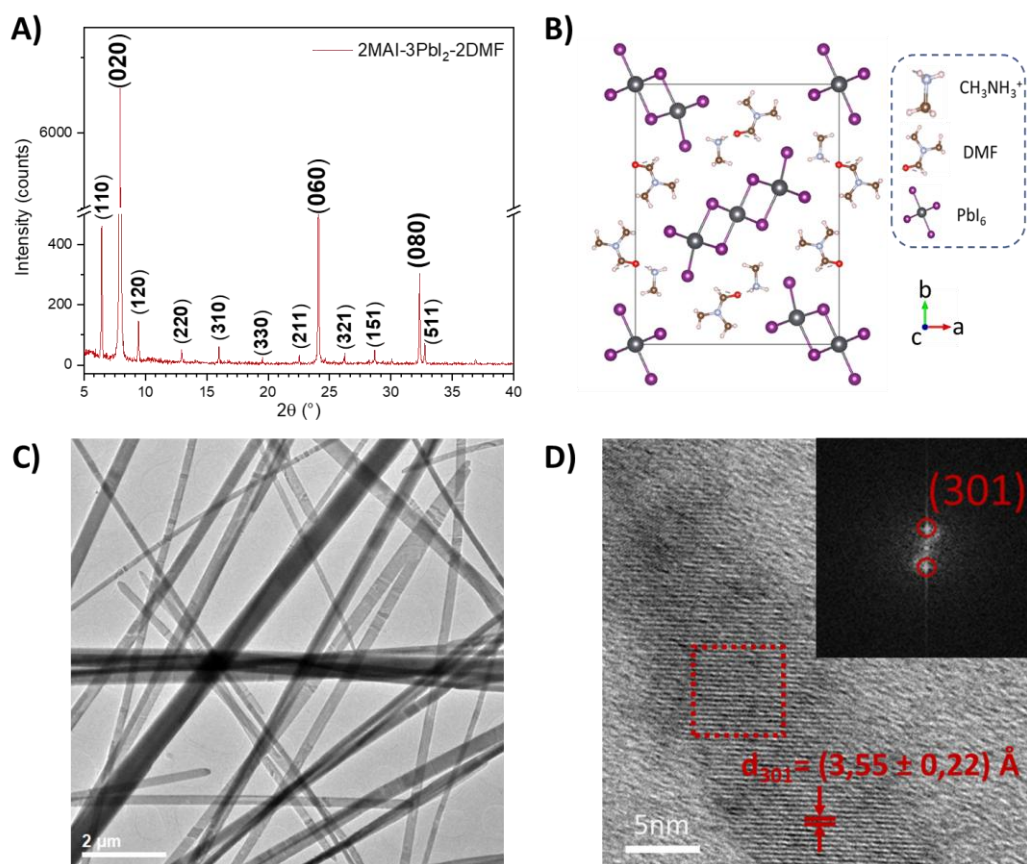 A)
2MAI-3PbI₂-2DMF
(020)
(110)
(120)
(220)
(310)
(330)
(211)
(060)
(321)
(151)
(080)
(511)
Intensity (counts)
6000
400
200
0
5 10 15 20 25 30 35 40
2θ (°)
B)
CH₃NH₃⁺
DMF
PbI₆
b
c a
C)
2 µm
D)
(301)
d₃₀₁= (3,55 ± 0,22) Å
5nm